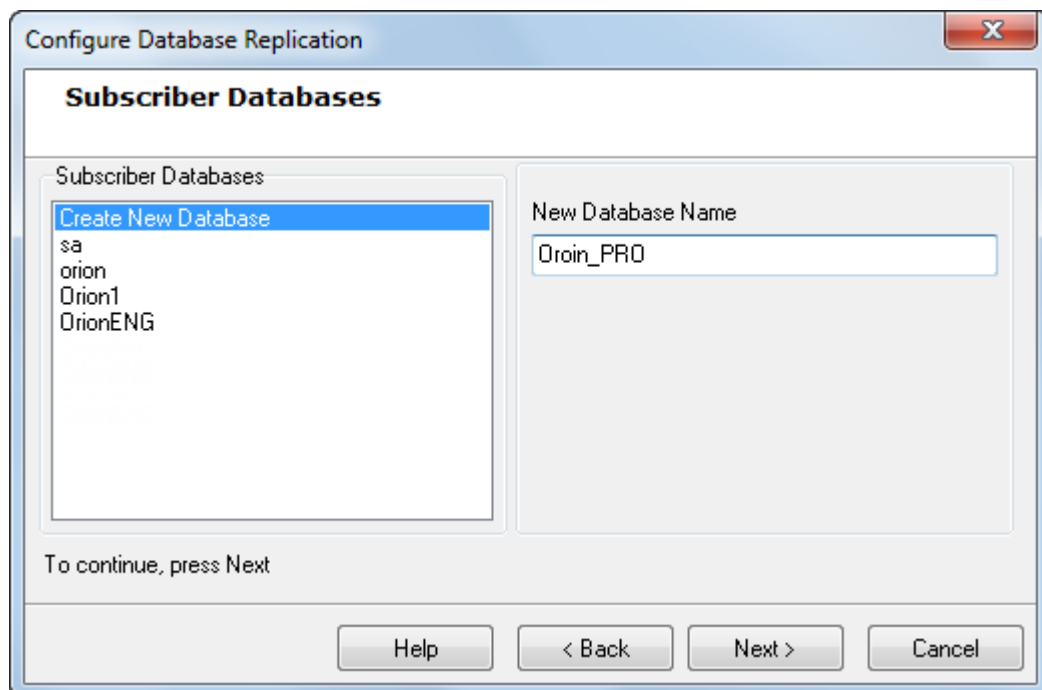 Configure Database Replication
Subscriber Databases
Subscriber Databases
Create New Database
sa
orion
Orion1
OrionENG
New Database Name
Oroin_PRO
To continue, press Next
Help
< Back
Next >
Cancel